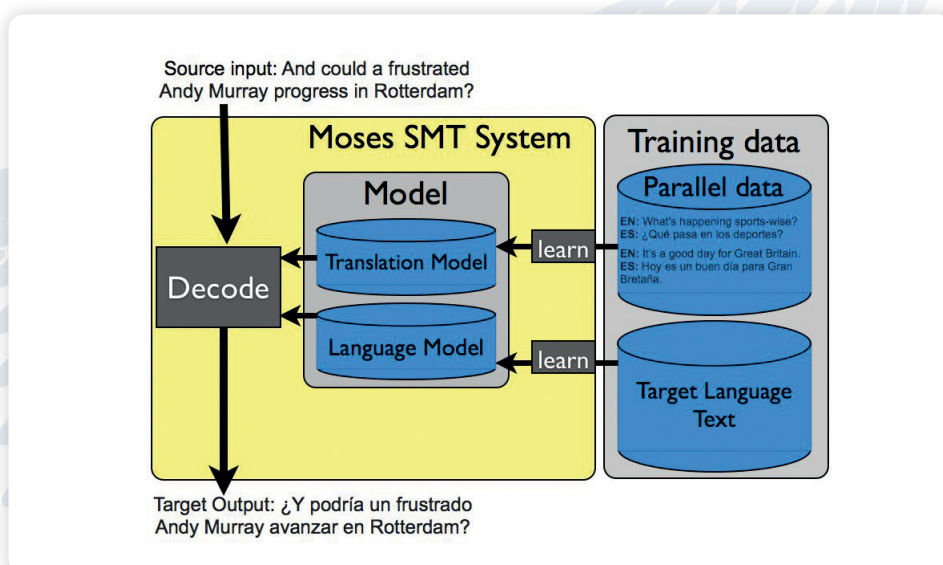 Source input: And could a frustrated
Andy Murray progress in Rotterdam?
Moses SMT System
Training data
Model
Parallel data
EN: What's happening sports-wise?
ES: ¿Qué pasa en los deportes?
EN: It's a good day for Great Britain.
ES: Hoy es un buen día para Gran
Bretaña.
learn
Translation Model
Decode
Language Model
learn
Target Language
Text
Target Output: ¿Y podría un frustrado
Andy Murray avanzar en Rotterdam?